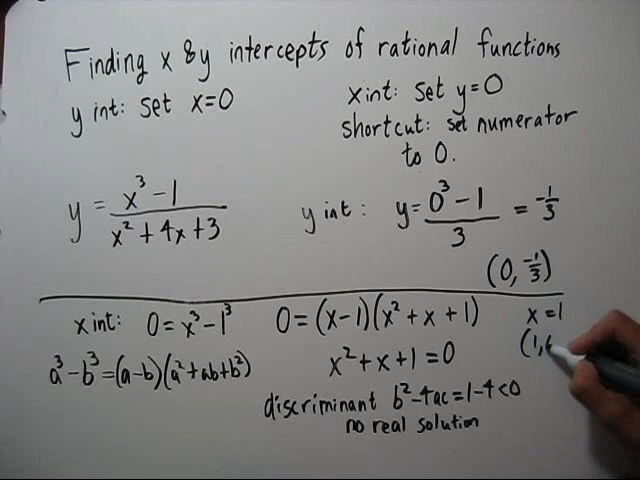 Finding x & y intercepts of rational functions
y int: set x=0
x int: set y=0
shortcut: set numerator
to 0.
y = (x³ - 1)/(x² + 4x + 3)
y int: y = (0³ - 1)/3 = -1/3
(0, -1/3)
x int: 0 = x³ - 1³
0 = (x-1)(x² + x + 1)
x = 1
(1,
a³ - b³ = (a-b)(a² + ab + b²)
x² + x + 1 = 0
discriminant b² - 4ac = 1 - 4 < 0
no real solution